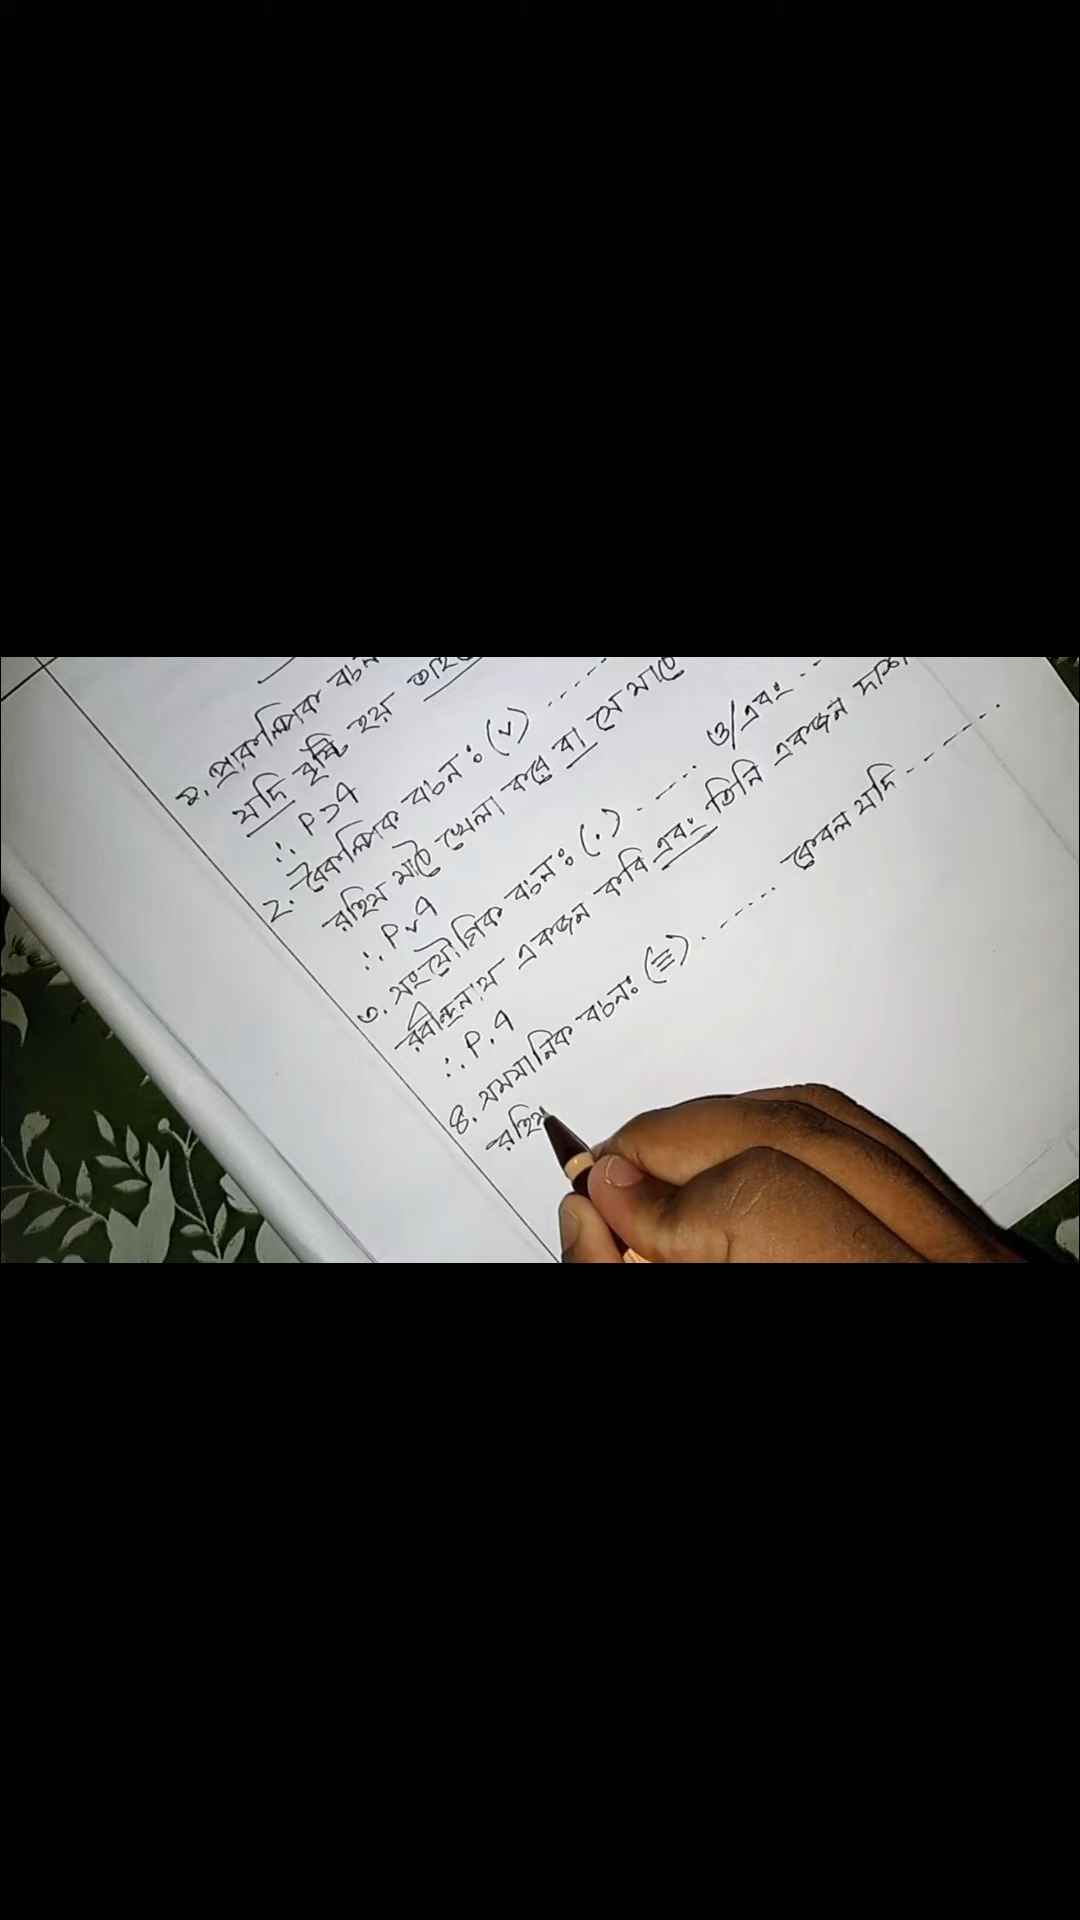 ১. প্রাকল্পিক বচন
যদি বৃষ্টি হয় তাহলে
∴ P⊃q
২. বৈকল্পিক বচন : (v) -----
রহিম মাঠে খেলা করে বা সে মাঠে
∴ P v q
৩. সংযৌগিক বচন : (.) ----- ও/এবং -----
রবীন্দ্রনাথ একজন কবি এবং তিনি একজন
∴ P . q
৪. সমমানিক বচন : (≡) ------- কেবল যদি -------
রহিম